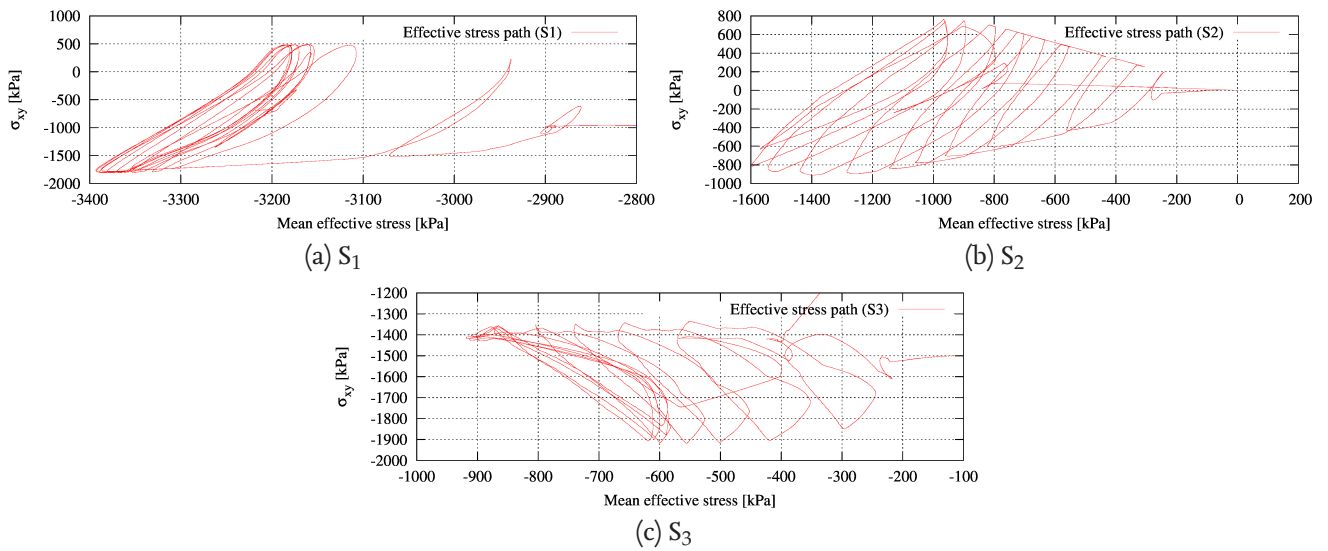 1000
500
0
-500
-1000
-1500
-2000
σxy [kPa]
Effective stress path (S1)
-3400 -3300 -3200 -3100 -3000 -2900 -2800
Mean effective stress [kPa]
(a) S1
800
600
400
200
0
-200
-400
-600
-800
-1000
σxy [kPa]
Effective stress path (S2)
-1600 -1400 -1200 -1000 -800 -600 -400 -200 0 200
Mean effective stress [kPa]
(b) S2
-1200
-1300
-1400
-1500
-1600
-1700
-1800
-1900
-2000
σxy [kPa]
Effective stress path (S3)
-1000 -900 -800 -700 -600 -500 -400 -300 -200 -100
Mean effective stress [kPa]
(c) S3